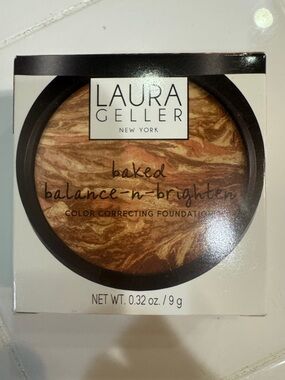 LAURA
GELLER
NEW YORK
baked
balance-n-brighten
COLOR CORRECTING FOUNDATION
NET WT. 0.32 oz. / 9 g